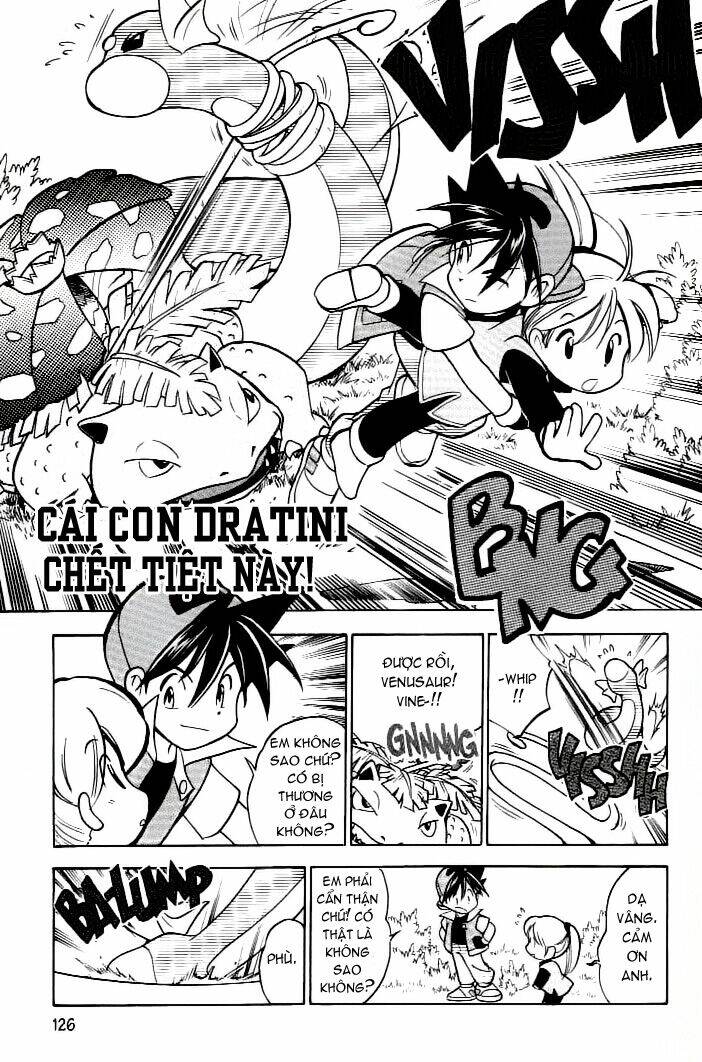 VISSH
BNNG
CÁI CON DRATINI
CHẾT TIỆT NÀY!
-WHIP
!!
VISSHH
ĐƯỢC RỒI,
VENUSAUR!
VINE-!!
GNNNNG
EM KHÔNG
SAO CHỨ?
CÓ BỊ
THƯƠNG
Ở ĐÂU
KHÔNG?
DẠ
VÂNG.
CẢM
ƠN
ANH.
EM PHẢI
CẨN THẬN
CHỨ! CÓ
THẬT LÀ
KHÔNG
SAO
KHÔNG?
PHÙ.
BA-LUMP
126